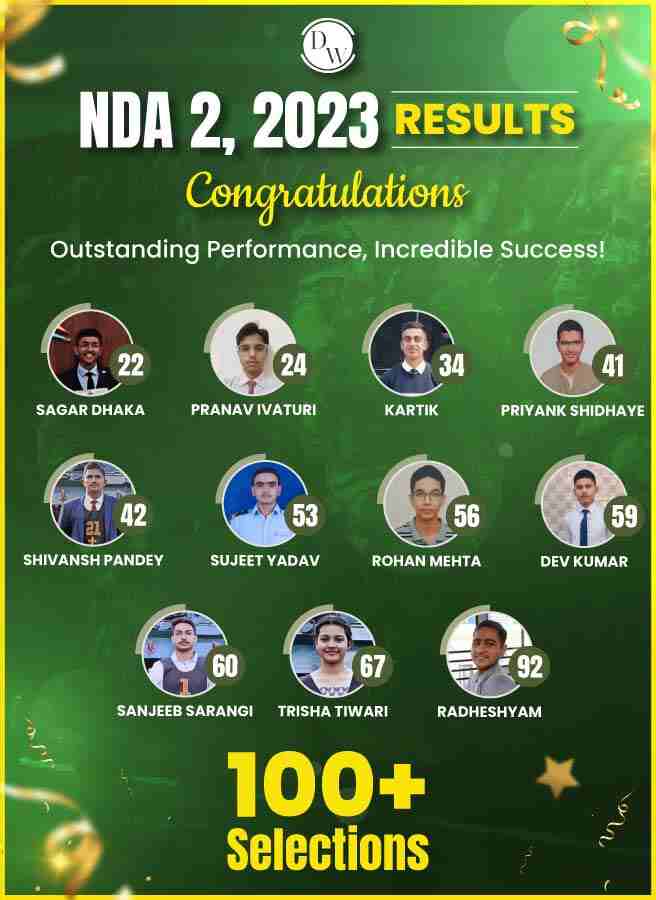 DW
NDA 2, 2023 RESULTS
Congratulations
Outstanding Performance, Incredible Success!
22 24 34 41
SAGAR DHAKA PRANAV IVATURI KARTIK PRIYANK SHIDHAYE
42 53 56 59
SHIVANSH PANDEY SUJEET YADAV ROHAN MEHTA DEV KUMAR
21
60 67 92
1
SANJEEB SARANGI TRISHA TIWARI RADHESHYAM
100+
Selections